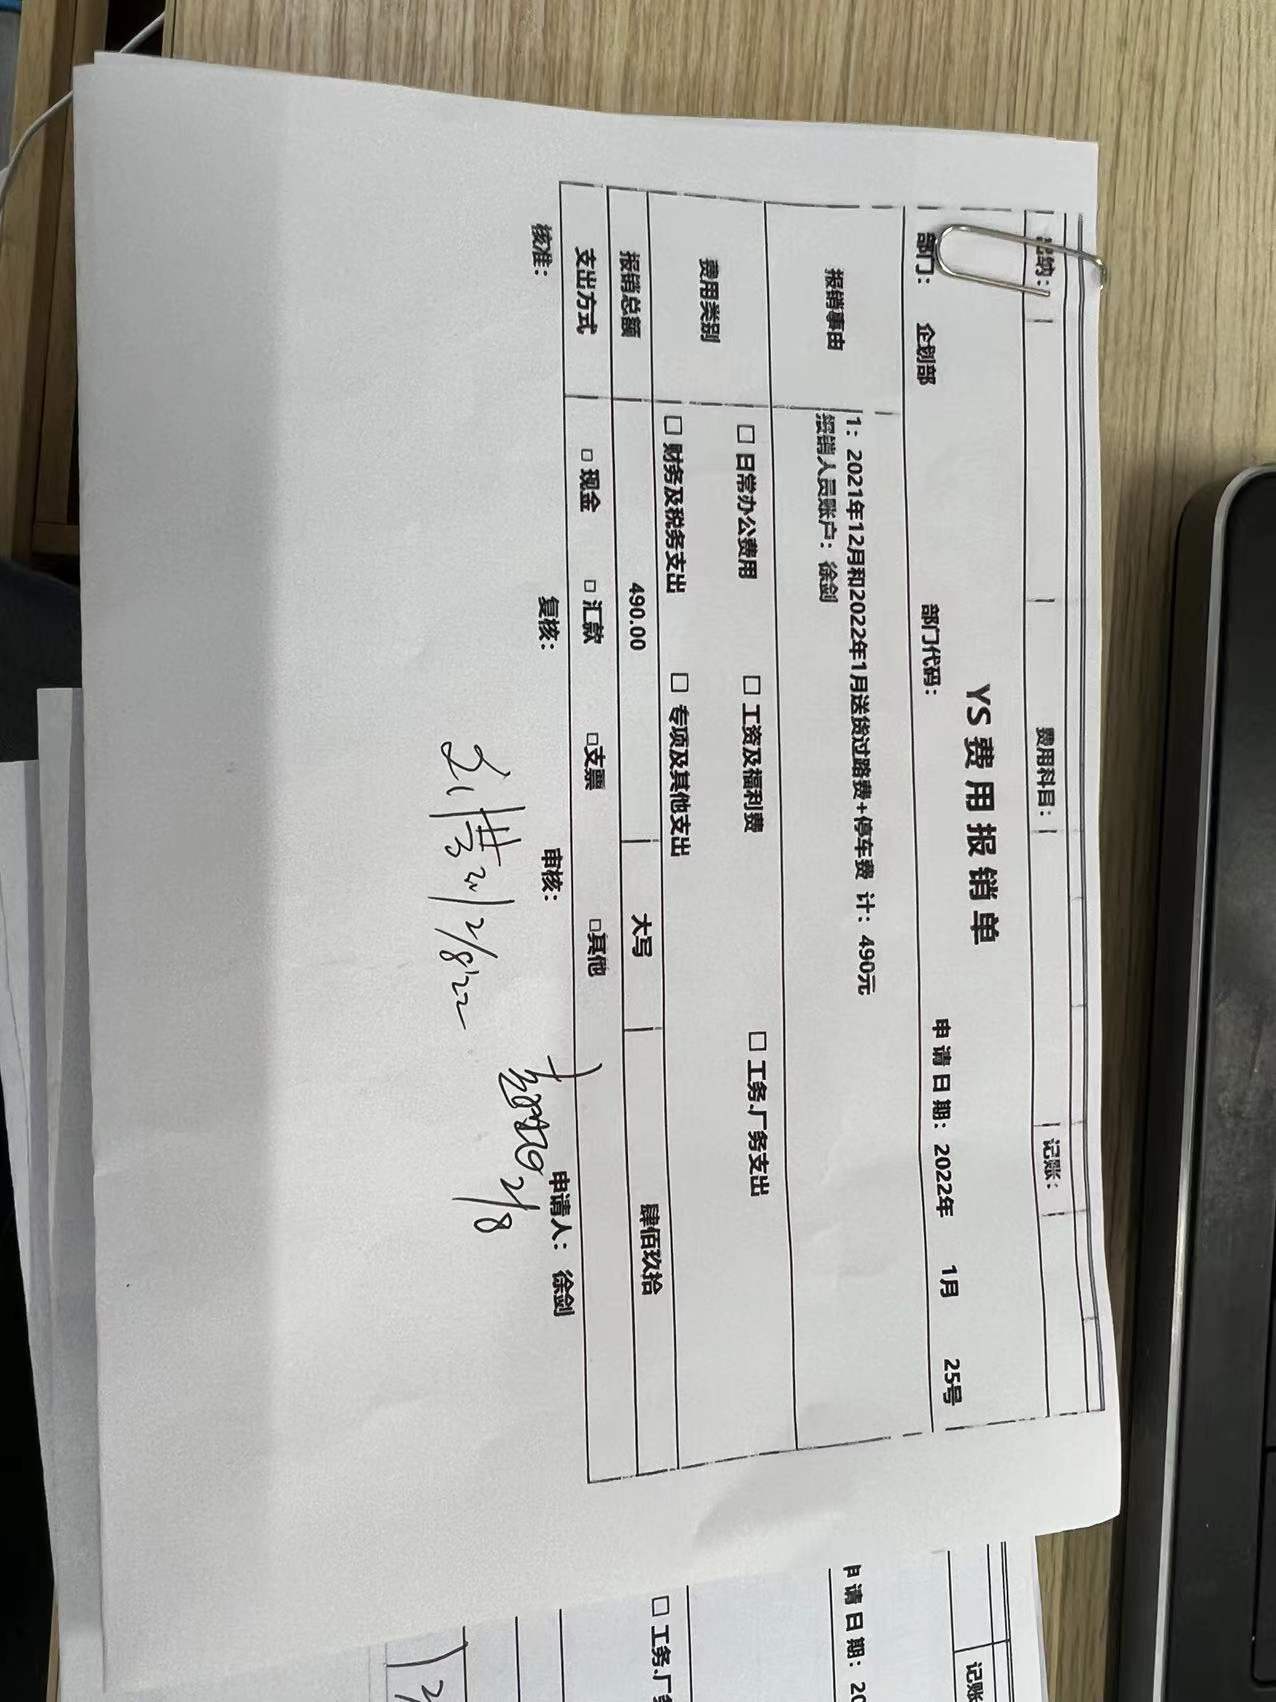 出纳： 费用科目： 记账：
YS 费 用 报 销 单
部门： 企划部 部门代码： 申 请 日 期： 2022年 1月 25号
报销事由 1：2021年12月和2022年1月送货过路费+停车费 计：490元
报销人员账户：徐剑
费用类别 □ 日常办公费用 □ 工资及福利费 □ 工务.厂务支出
□ 财务及税务支出 □ 专项及其他支出
报销总额 490.00 大写 肆佰玖拾
支出方式 □ 现金 □ 汇款 □支票 □其他
核准： 复核： 审核： 申请人： 徐剑
2/8'22
2/8
记账
申 请 日 期： 20
□ 工务.厂